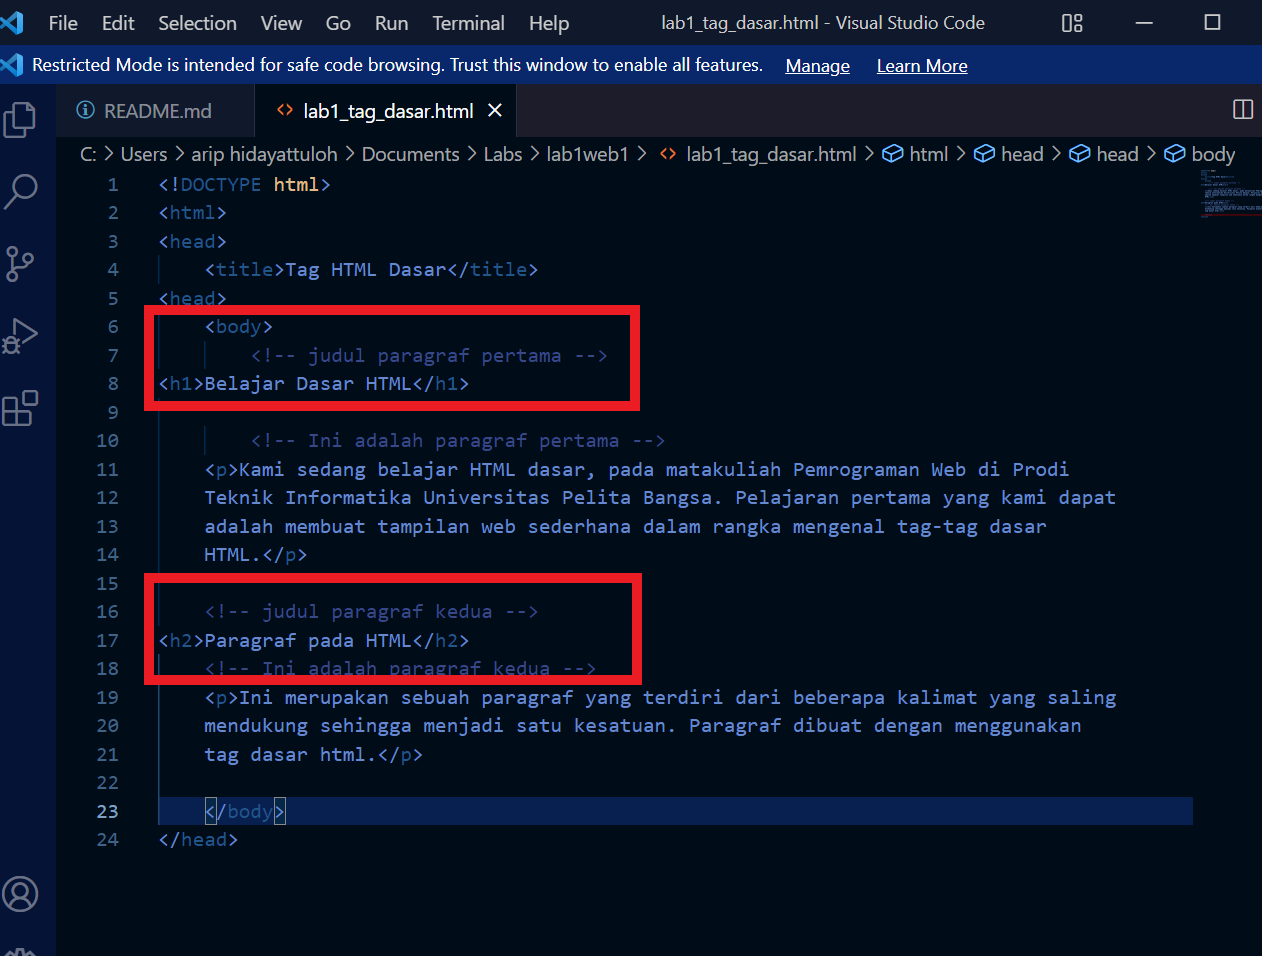 File Edit Selection View Go Run Terminal Help lab1_tag_dasar.html - Visual Studio Code
Restricted Mode is intended for safe code browsing. Trust this window to enable all features. Manage Learn More
README.md lab1_tag_dasar.html
C: > Users > arip hidayattuloh > Documents > Labs > lab1web1 > <> lab1_tag_dasar.html > html > head > head > body
1 <!DOCTYPE html>
2 <html>
3 <head>
4 <title>Tag HTML Dasar</title>
5 <head>
6 <body>
7 <!-- judul paragraf pertama -->
8 <h1>Belajar Dasar HTML</h1>
9
10 <!-- Ini adalah paragraf pertama -->
11 <p>Kami sedang belajar HTML dasar, pada matakuliah Pemrograman Web di Prodi
12 Teknik Informatika Universitas Pelita Bangsa. Pelajaran pertama yang kami dapat
13 adalah membuat tampilan web sederhana dalam rangka mengenal tag-tag dasar
14 HTML.</p>
15
16 <!-- judul paragraf kedua -->
17 <h2>Paragraf pada HTML</h2>
18 <!-- Ini adalah paragraf kedua -->
19 <p>Ini merupakan sebuah paragraf yang terdiri dari beberapa kalimat yang saling
20 mendukung sehingga menjadi satu kesatuan. Paragraf dibuat dengan menggunakan
21 tag dasar html.</p>
22
23 </body>
24 </head>